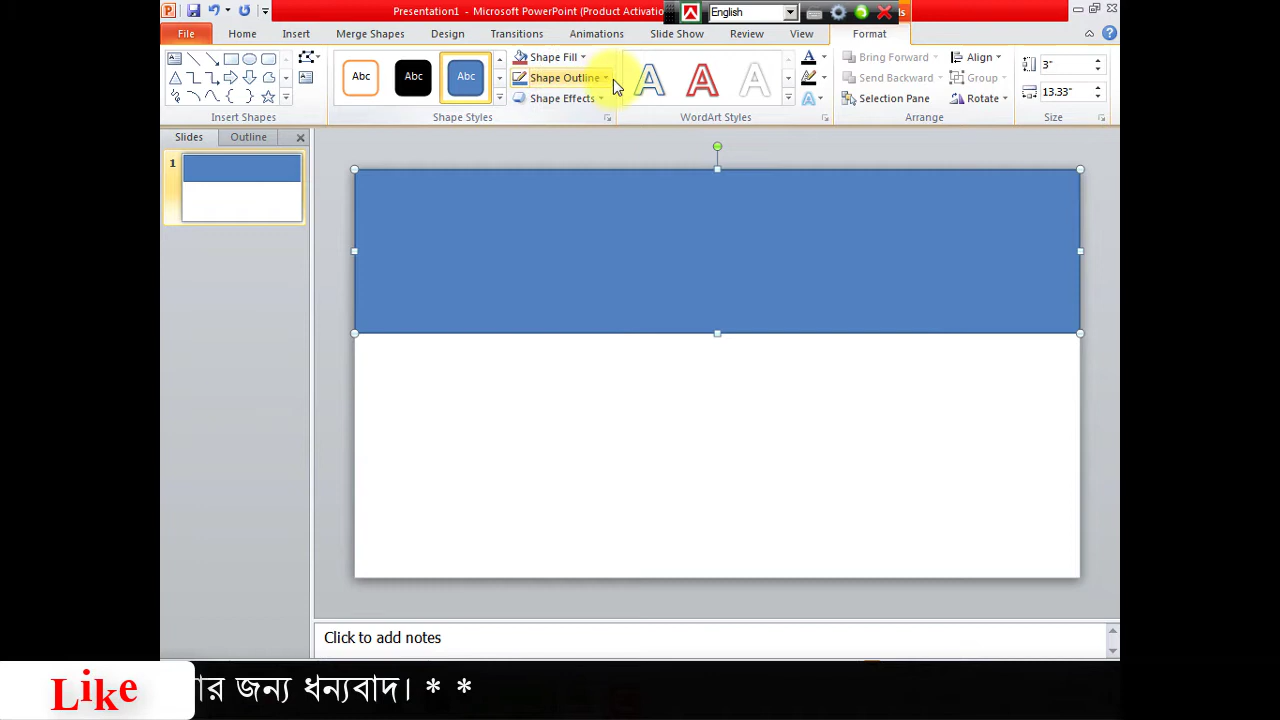 Presentation1 - Microsoft PowerPoint (Product Activatio
English
File Home Insert Merge Shapes Design Transitions Animations Slide Show Review View Format
Abc Abc Abc
Shape Fill
Shape Outline
Shape Effects
Bring Forward
Send Backward
Selection Pane
Align
Group
Rotate
3"
13.33"
Insert Shapes Shape Styles WordArt Styles Arrange Size
Slides Outline
1
Click to add notes
Like
ার জন্য ধন্যবাদ। * *